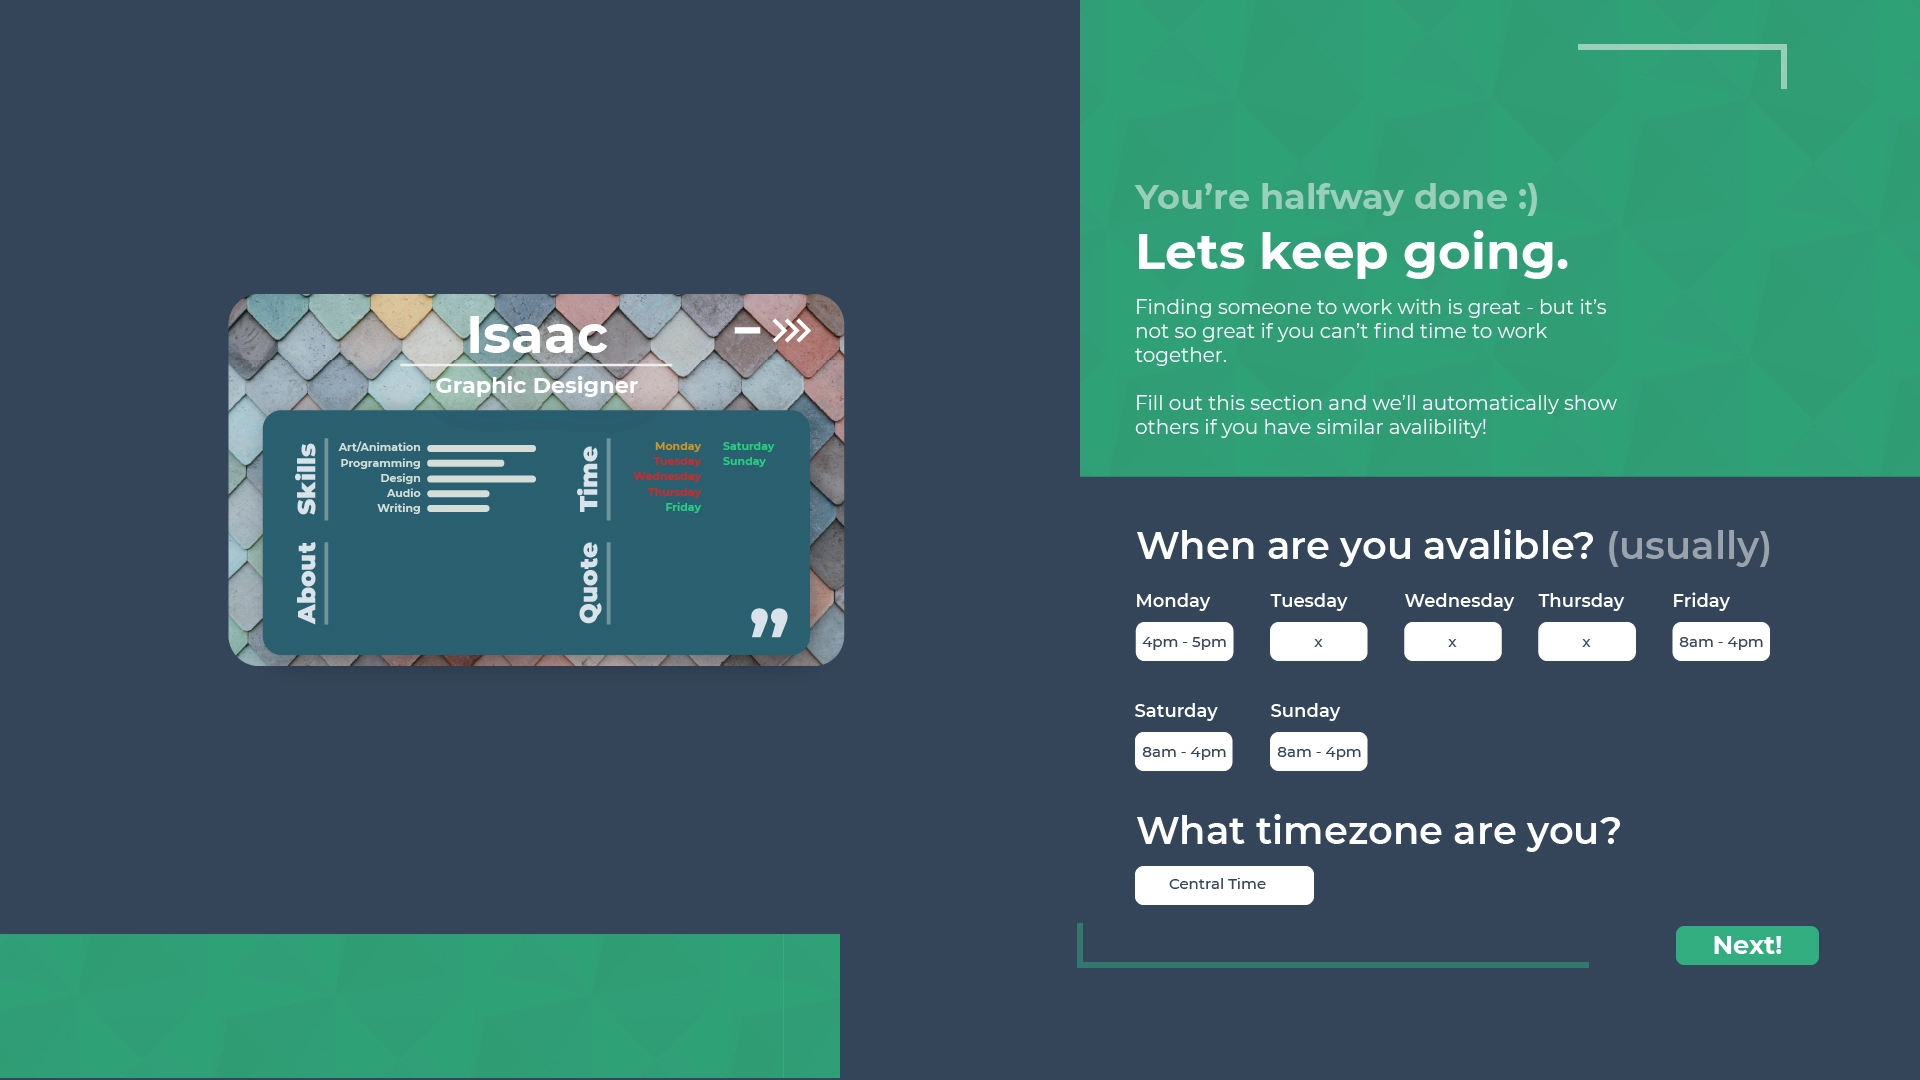 Isaac
Graphic Designer
Skills
Art/Animation
Programming
Design
Audio
Writing
Time
Monday
Tuesday
Wednesday
Thursday
Friday
Saturday
Sunday
About
Quote
”
You’re halfway done :)
Lets keep going.
Finding someone to work with is great - but it’s
not so great if you can’t find time to work
together.
Fill out this section and we’ll automatically show
others if you have similar avalibility!
When are you avalible? (usually)
Monday Tuesday Wednesday Thursday Friday
4pm - 5pm x x x 8am - 4pm
Saturday Sunday
8am - 4pm 8am - 4pm
What timezone are you?
Central Time
Next!